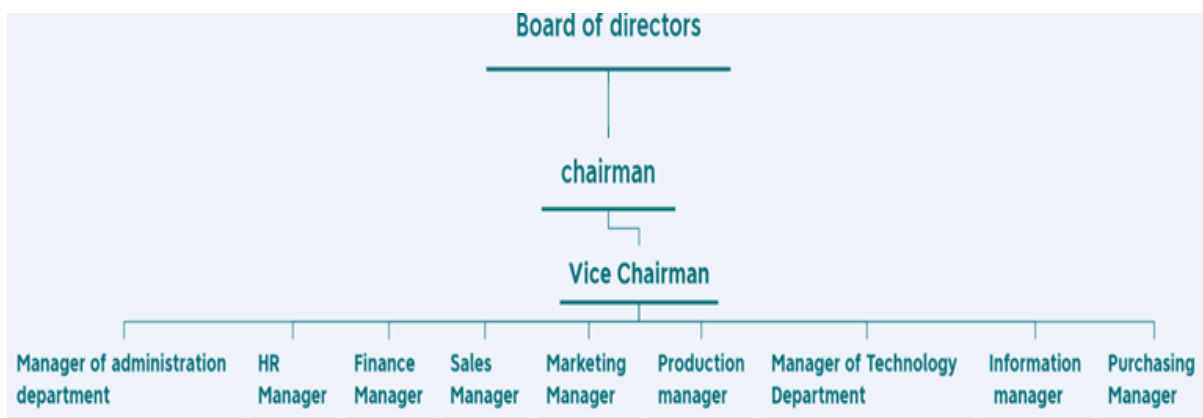 Board of directors
chairman
Vice Chairman
Manager of administration department
HR Manager
Finance Manager
Sales Manager
Marketing Manager
Production manager
Manager of Technology Department
Information manager
Purchasing Manager